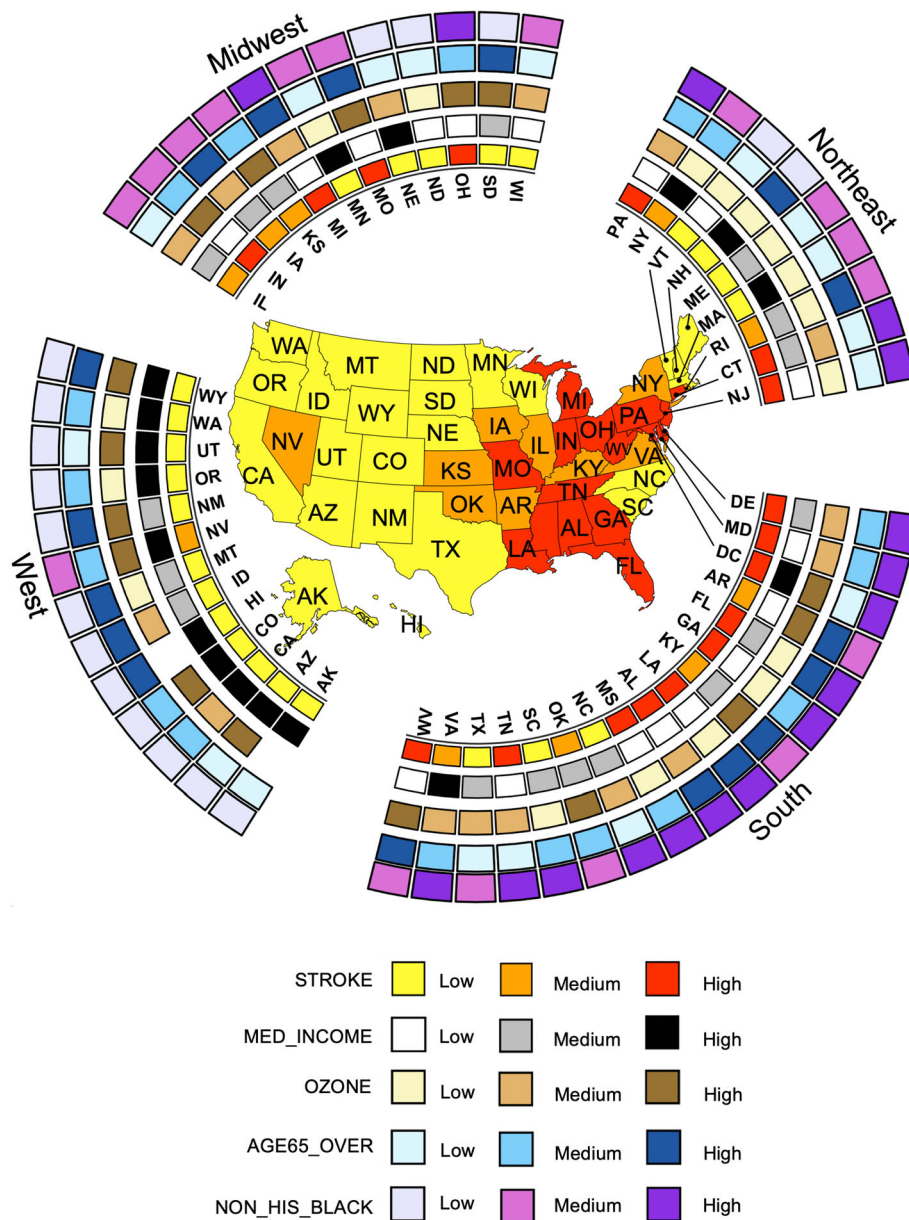 Midwest
IL
IN
IA
KS
MI
MN
MO
NE
ND
OH
SD
WI
Northeast
PA
NY
VT
NH
ME
MA
RI
CT
NJ
West
WY
WA
UT
OR
NM
NV
MT
ID
HI
CO
CA
AZ
AK
WA
MT
ND
MN
OR
ID
SD
WI
MI
NY
WY
IA
NE
PA
NV
UT
CO
IL
IN
OH
WV
VA
CA
KS
MO
KY
NC
AZ
NM
OK
AR
TN
SC
TX
LA
AL
GA
FL
AK
HI
South
DE
MD
DC
AR
FL
GA
KY
LA
AL
MS
NC
OK
SC
TN
TX
VA
WV
STROKE Low Medium High
MED_INCOME Low Medium High
OZONE Low Medium High
AGE65_OVER Low Medium High
NON_HIS_BLACK Low Medium High